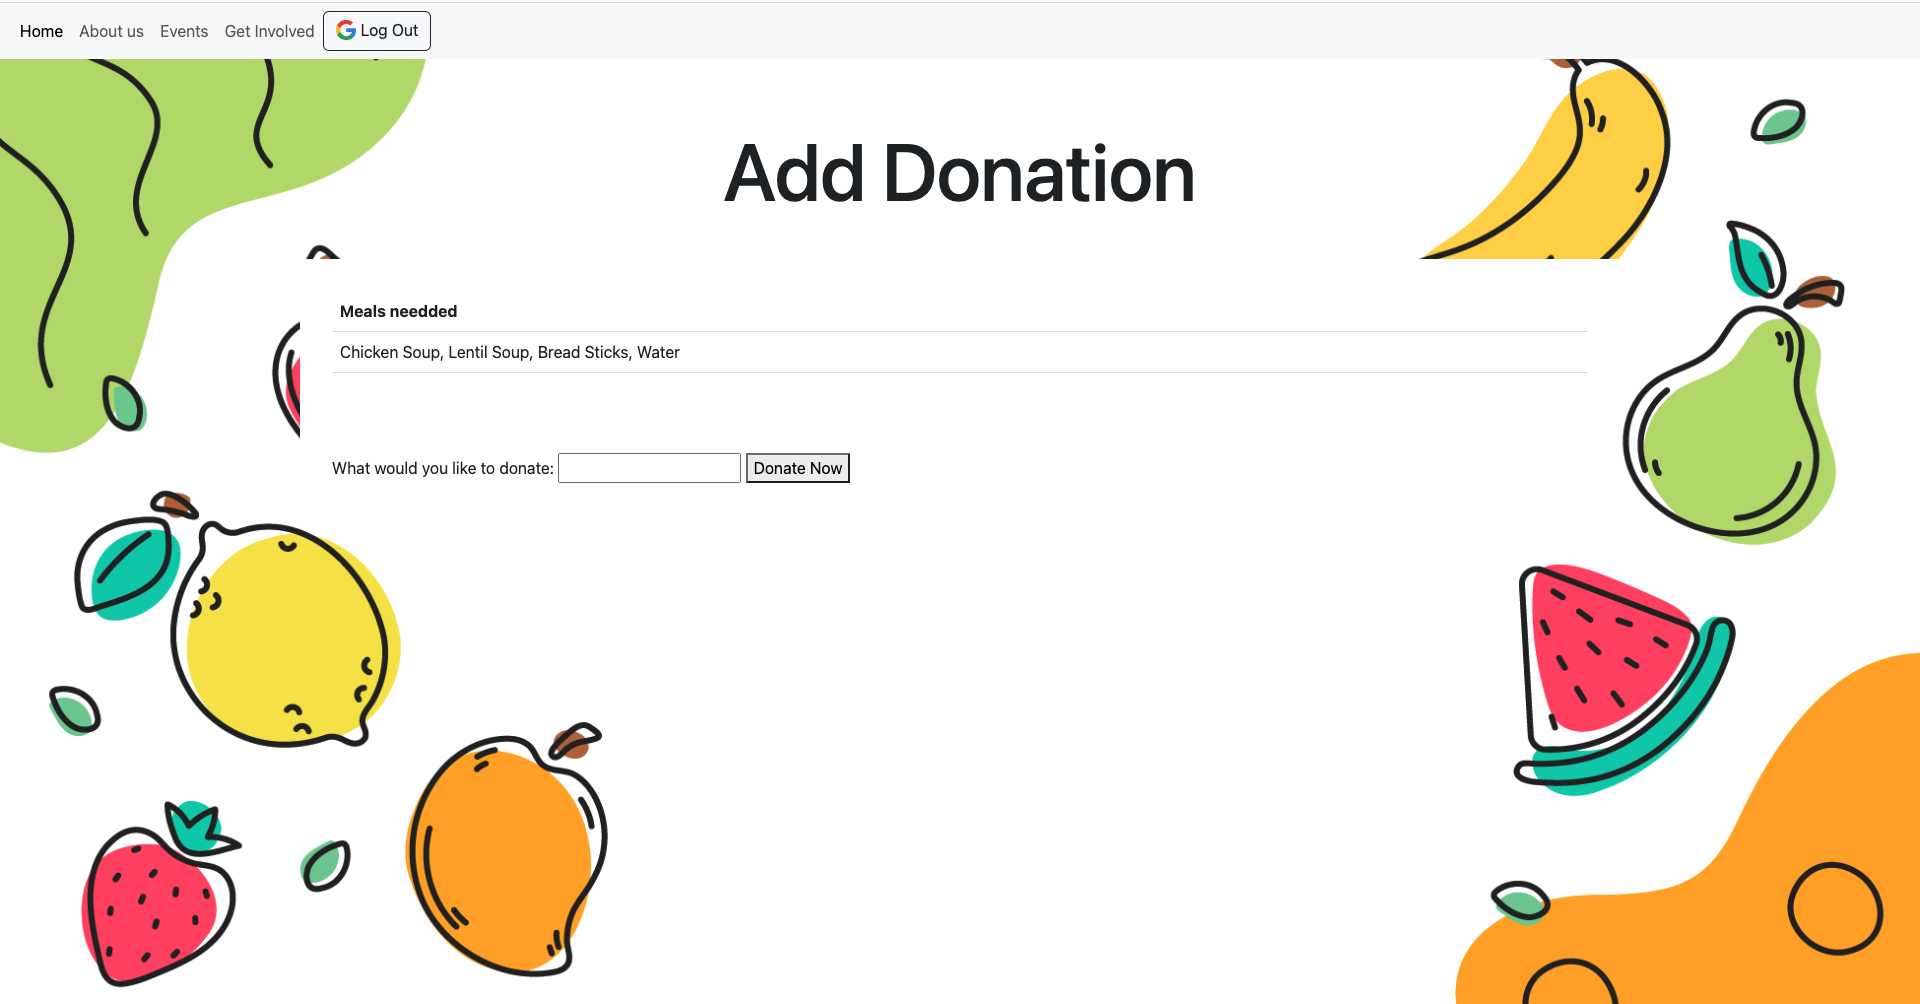 Home About us Events Get Involved Log Out
Add Donation
Meals needded
Chicken Soup, Lentil Soup, Bread Sticks, Water
What would you like to donate: Donate Now